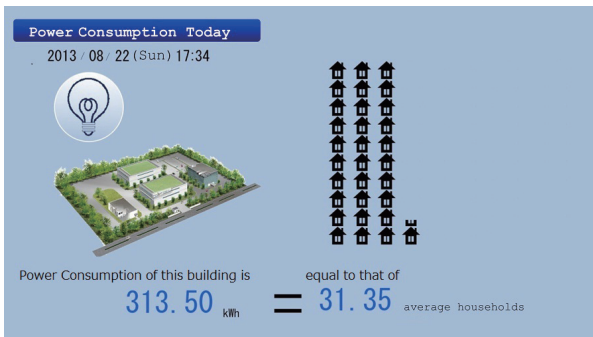 Power Consumption Today
2013/08/22(Sun)17:34
Power Consumption of this building is
equal to that of
313.50 kWh
=
31.35 average households